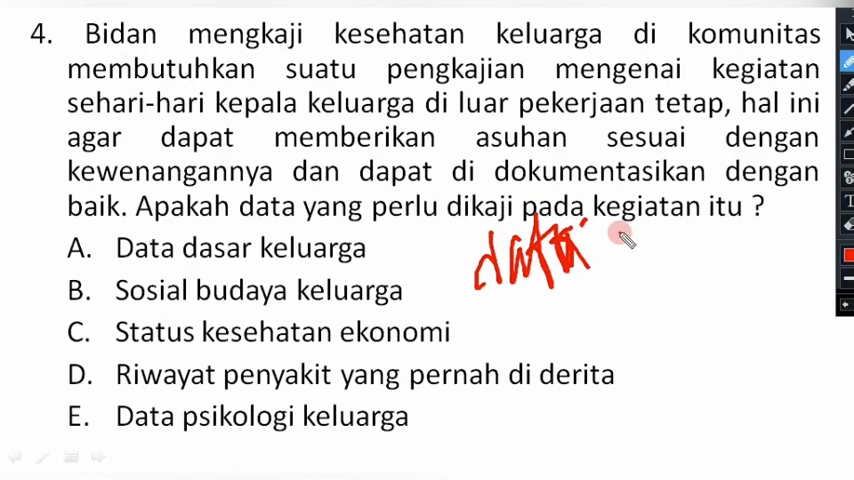 4. Bidan mengkaji kesehatan keluarga di komunitas
membutuhkan suatu pengkajian mengenai kegiatan
sehari-hari kepala keluarga di luar pekerjaan tetap, hal ini
agar dapat memberikan asuhan sesuai dengan
kewenangannya dan dapat di dokumentasikan dengan
baik. Apakah data yang perlu dikaji pada kegiatan itu ?
data
A. Data dasar keluarga
B. Sosial budaya keluarga
C. Status kesehatan ekonomi
D. Riwayat penyakit yang pernah di derita
E. Data psikologi keluarga
T